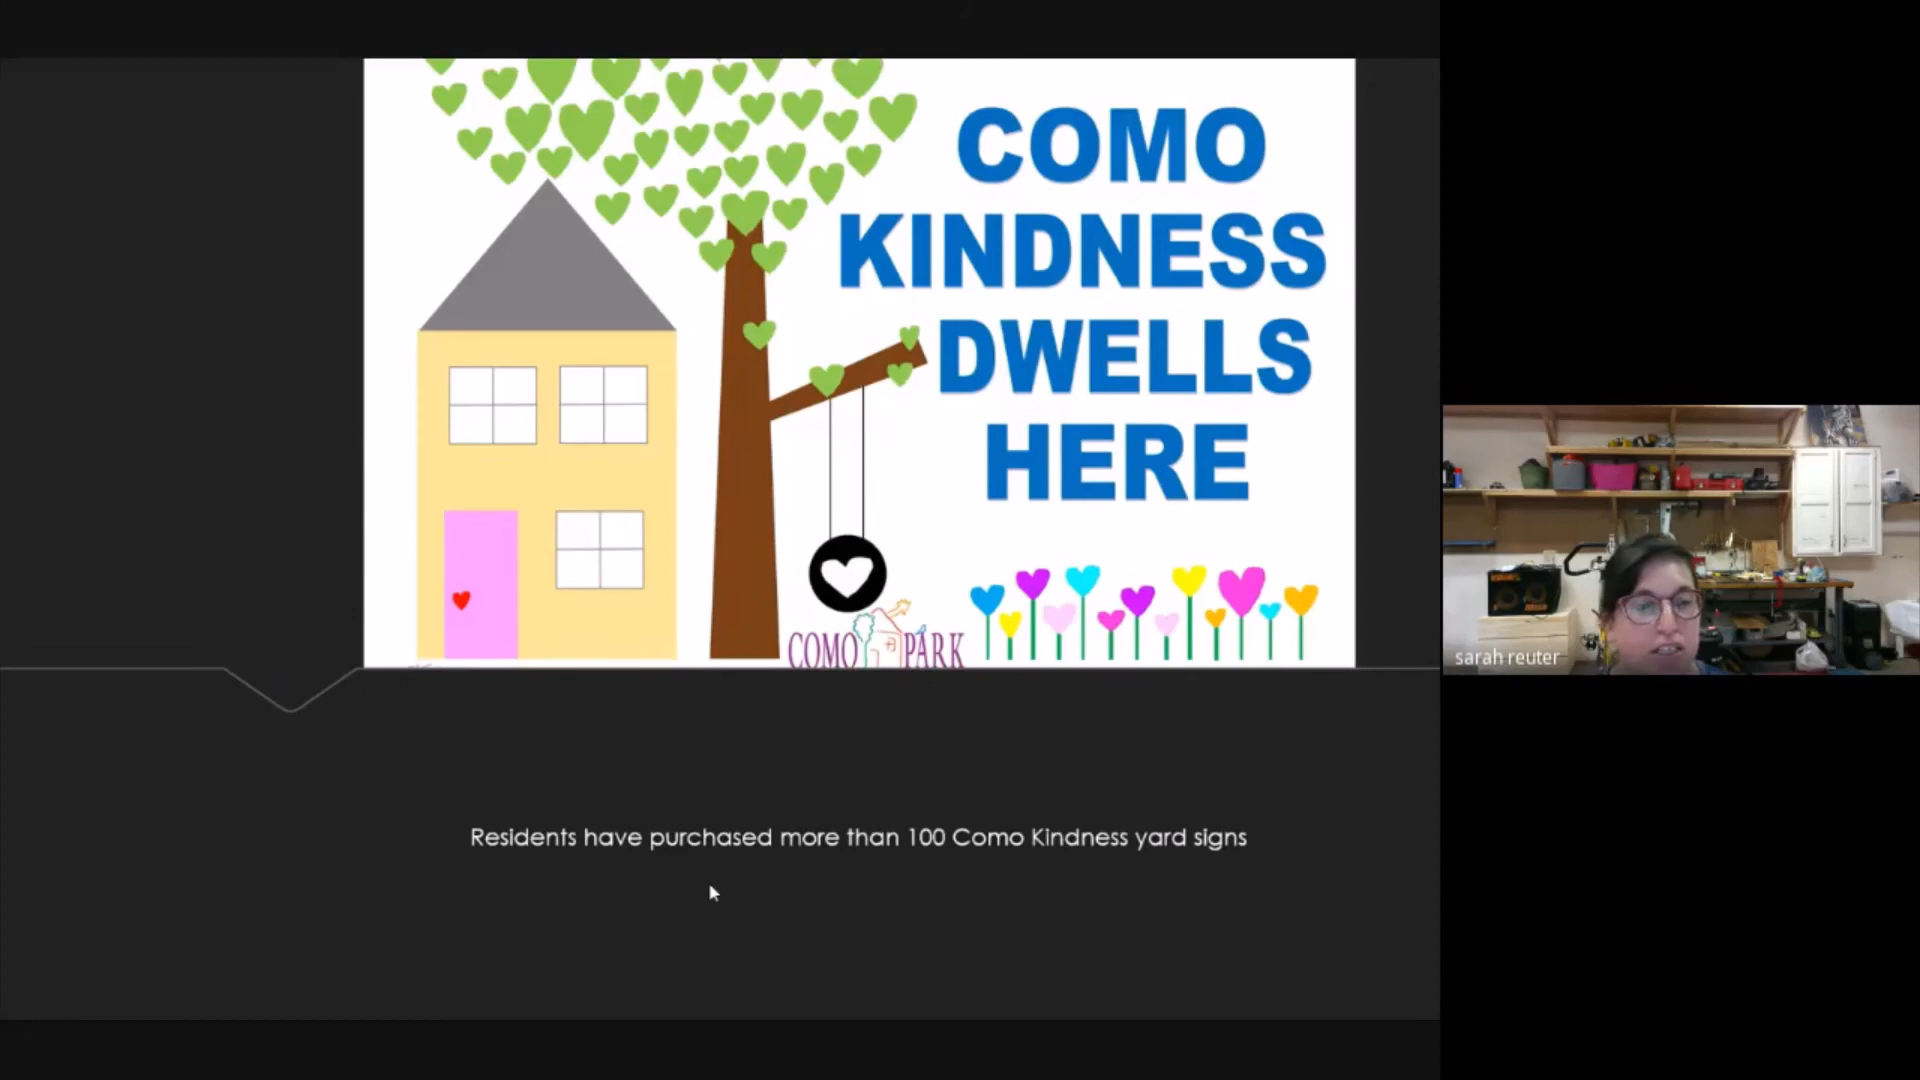 COMO
KINDNESS
DWELLS
HERE
COMO PARK
Residents have purchased more than 100 Como Kindness yard signs
sarah reuter